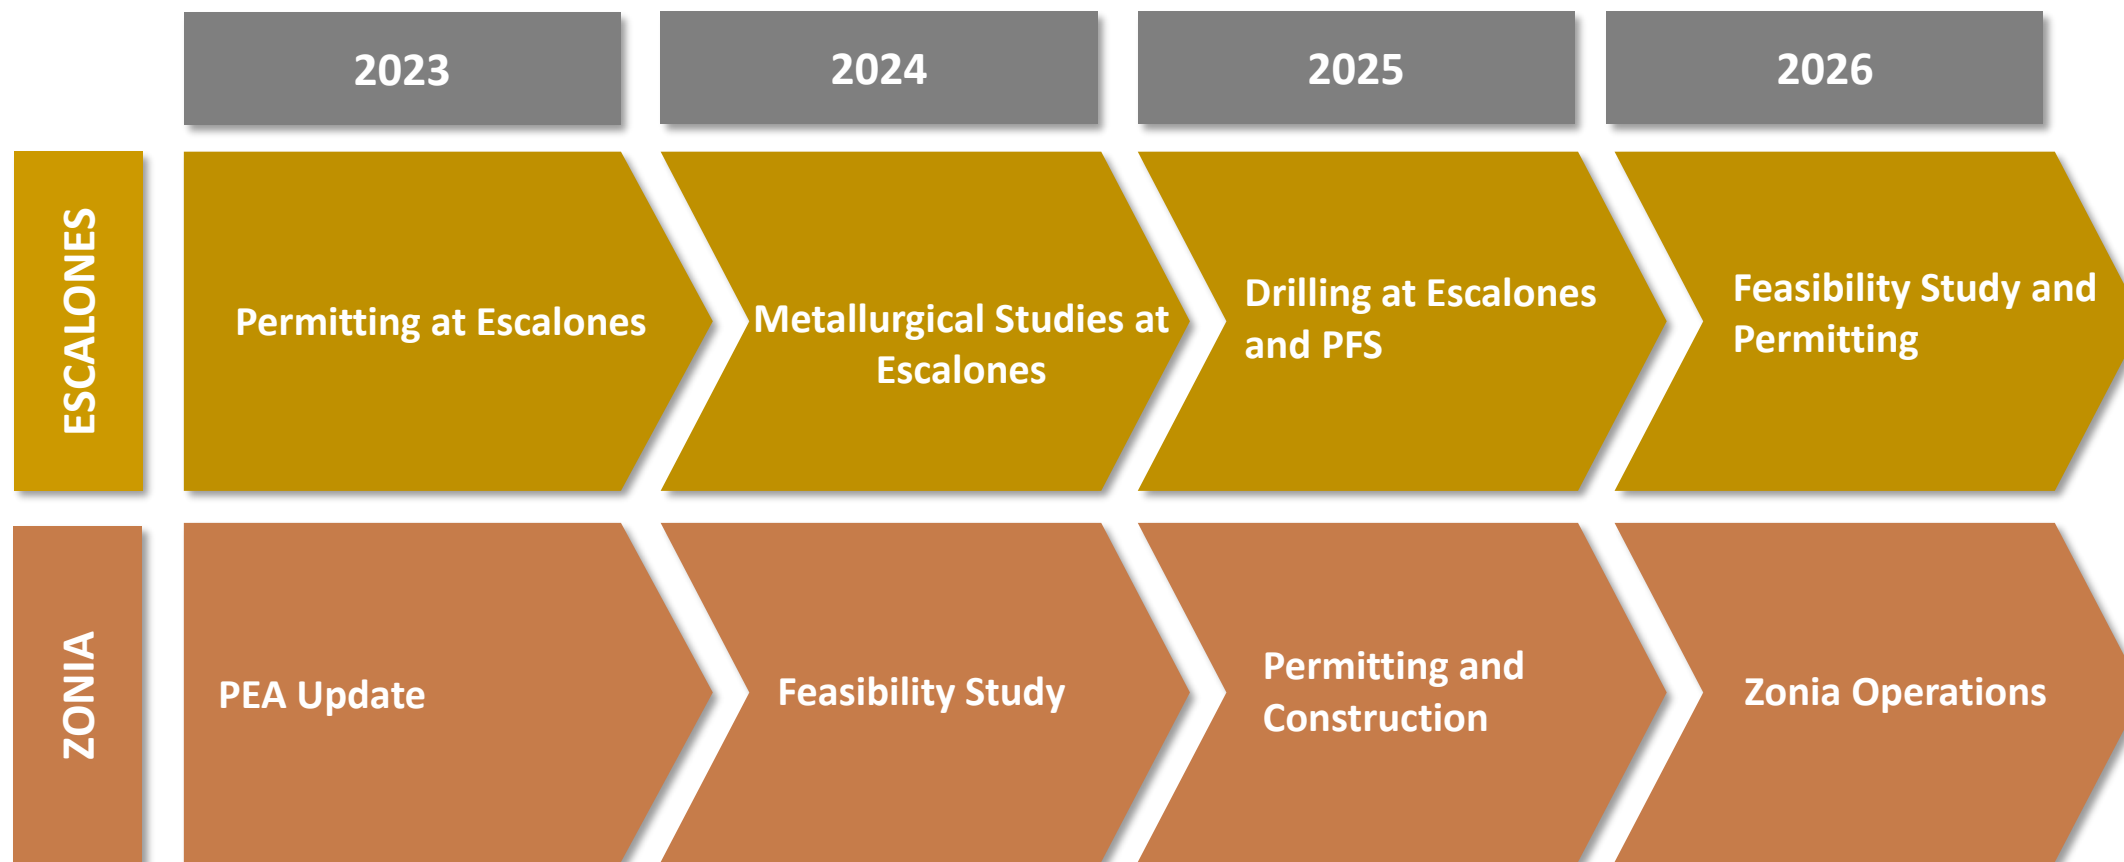 2023
2024
2025
2026
ESCALONES
Permitting at Escalones
Metallurgical Studies at
Escalones
Drilling at Escalones
and PFS
Feasibility Study and
Permitting
ZONIA
PEA Update
Feasibility Study
Permitting and
Construction
Zonia Operations